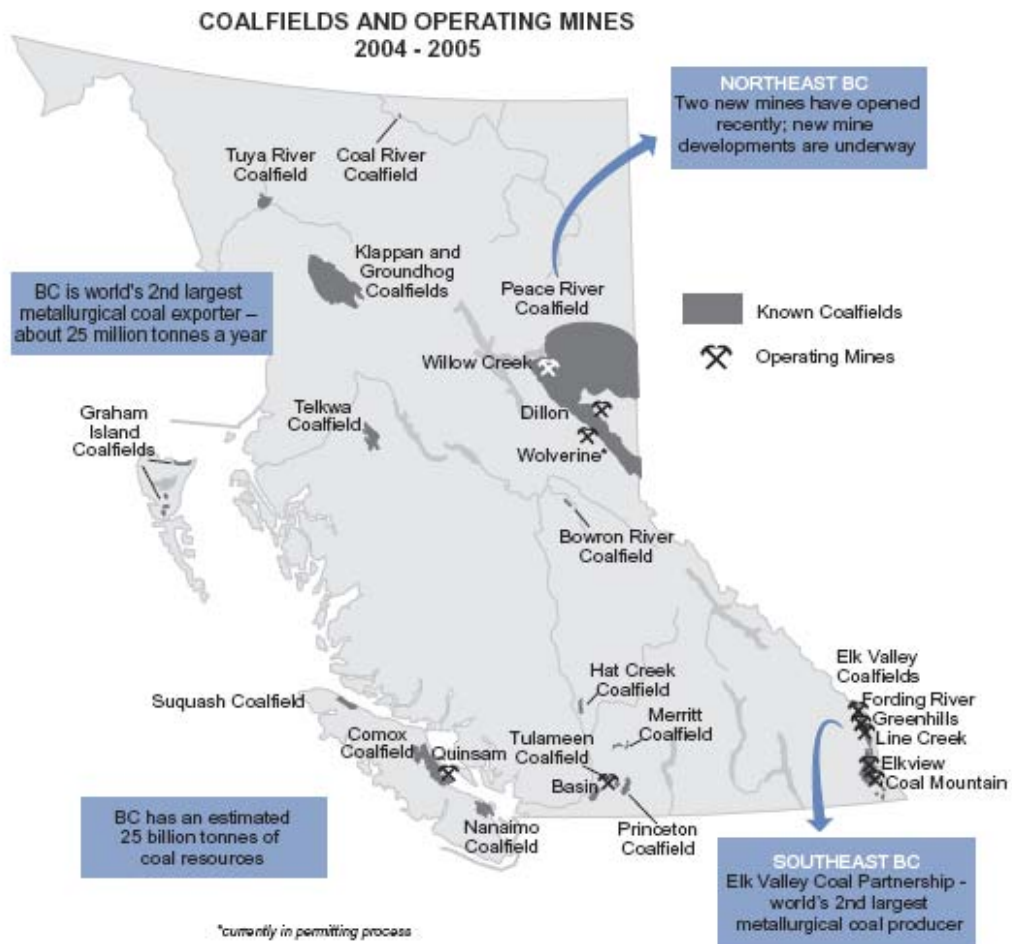 COALFIELDS AND OPERATING MINES
2004 - 2005
NORTHEAST BC
Two new mines have opened
recently; new mine
developments are underway
Tuya River
Coalfield
Coal River
Coalfield
Klappan and
Groundhog
Coalfields
Peace River
Coalfield
BC is world's 2nd largest
metallurgical coal exporter –
about 25 million tonnes a year
Known Coalfields
Operating Mines
Willow Creek
Dillon
Wolverine*
Telkwa
Coalfield
Graham
Island
Coalfields
Bowron River
Coalfield
Elk Valley
Coalfields
Fording River
Greenhills
Line Creek
Elkview
Coal Mountain
Hat Creek
Coalfield
Merritt
Coalfield
Suquash Coalfield
Comox
Coalfield
Quinsam
Tulameen
Coalfield
Basin
Nanaimo
Coalfield
Princeton
Coalfield
BC has an estimated
25 billion tonnes of
coal resources
SOUTHEAST BC
Elk Valley Coal Partnership -
world's 2nd largest
metallurgical coal producer
*currently in permitting process